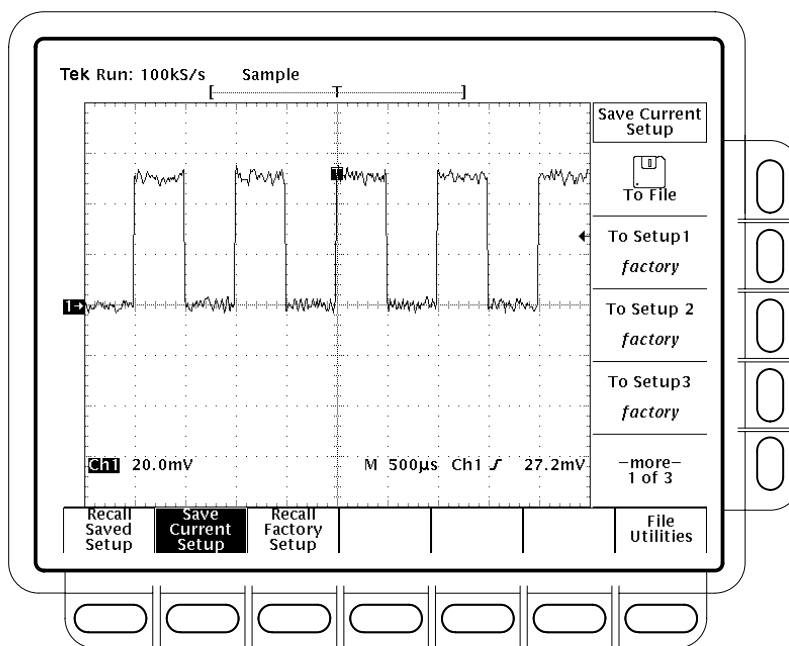 Tek Run: 100kS/s Sample
[ T ]
Save Current
Setup
To File
To Setup1
factory
To Setup 2
factory
To Setup3
factory
–more–
1 of 3
T
1→
Ch1 20.0mV M 500µs Ch1 ƒ 27.2mV
Recall
Saved
Setup
Save
Current
Setup
Recall
Factory
Setup
File
Utilities